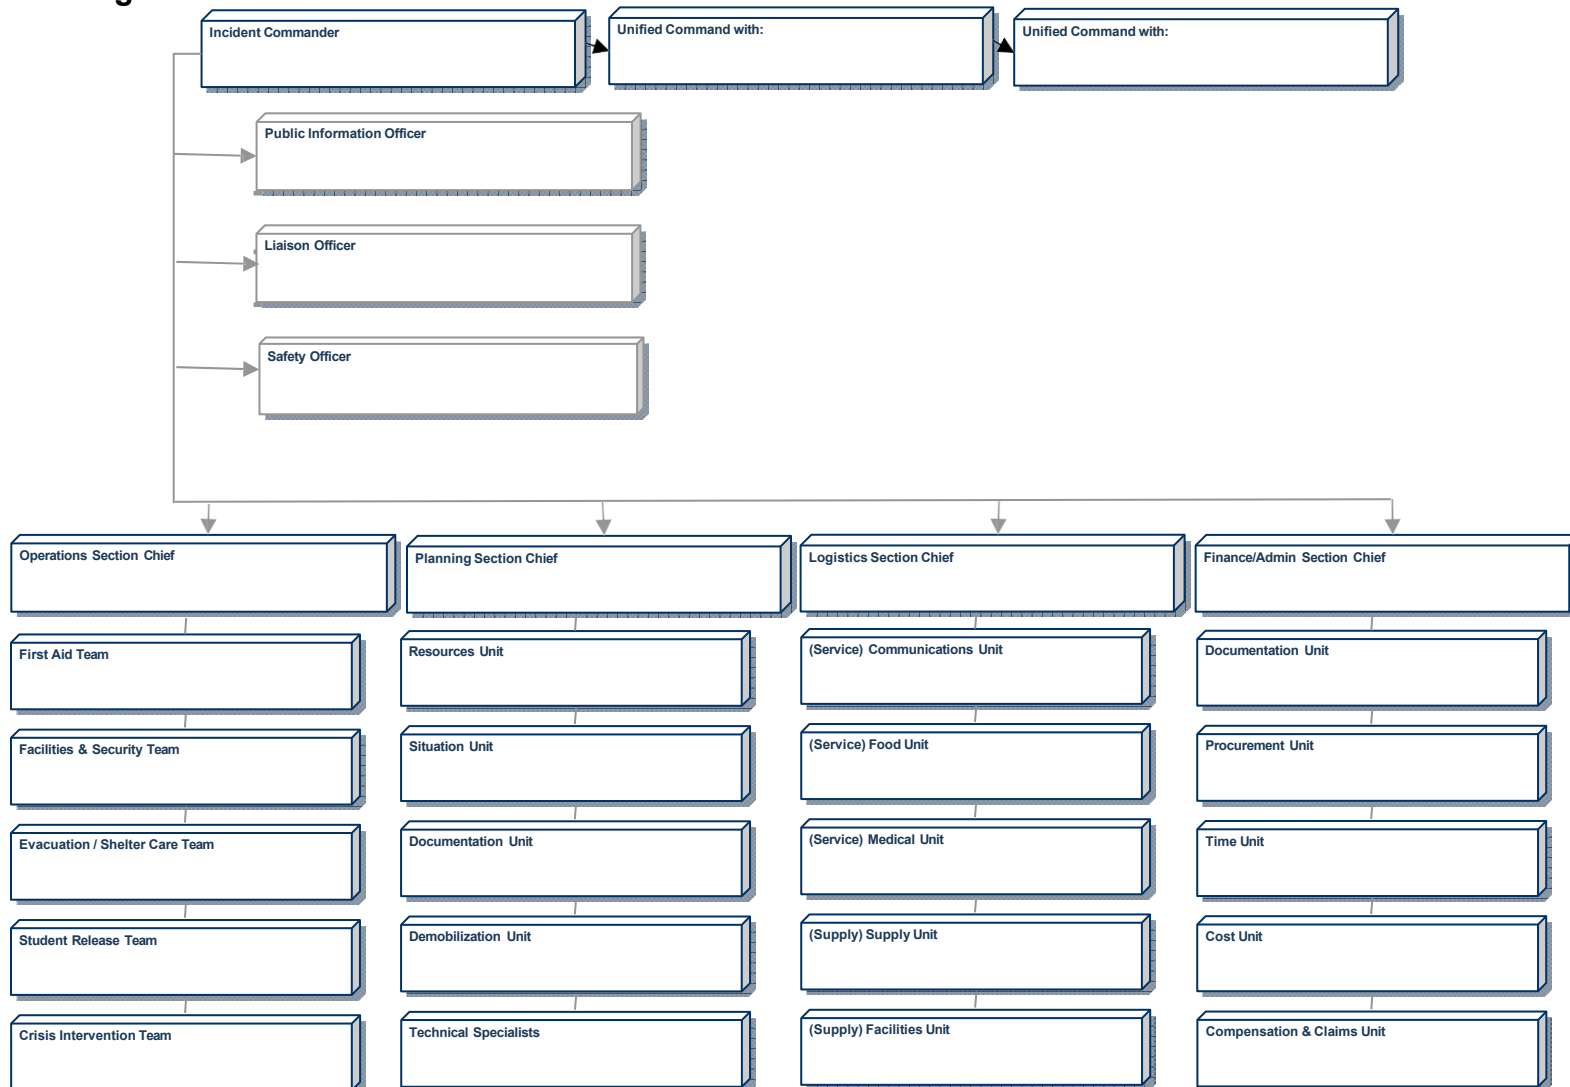 Incident Commander
Unified Command with:
Unified Command with:
Public Information Officer
Liaison Officer
Safety Officer
Operations Section Chief
Planning Section Chief
Logistics Section Chief
Finance/Admin Section Chief
First Aid Team
Resources Unit
(Service) Communications Unit
Documentation Unit
Facilities & Security Team
Situation Unit
(Service) Food Unit
Procurement Unit
Evacuation / Shelter Care Team
Documentation Unit
(Service) Medical Unit
Time Unit
Student Release Team
Demobilization Unit
(Supply) Supply Unit
Cost Unit
Crisis Intervention Team
Technical Specialists
(Supply) Facilities Unit
Compensation & Claims Unit